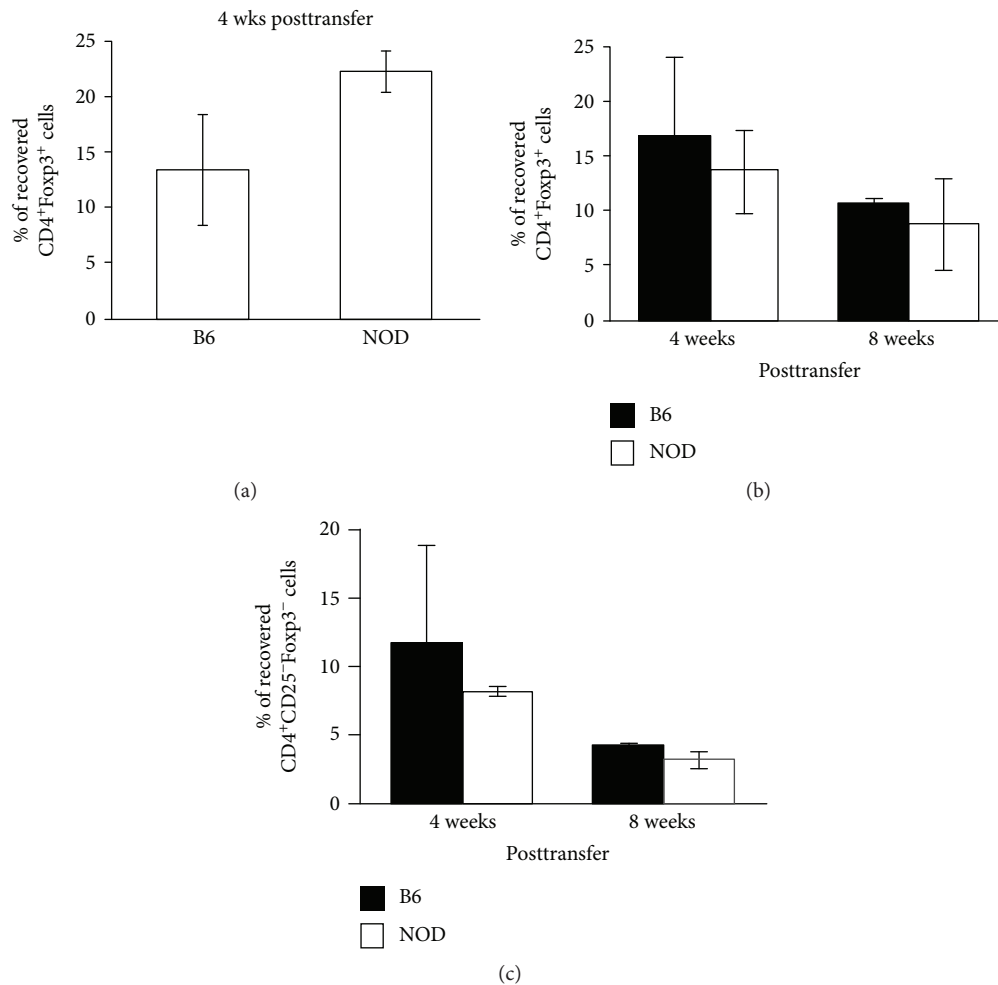 4 wks posttransfer
% of recovered
CD4⁺Foxp3⁺ cells
25
20
15
10
5
0
B6
NOD
(a)
% of recovered
CD4⁺Foxp3⁺ cells
25
20
15
10
5
0
4 weeks
8 weeks
Posttransfer
B6
NOD
(b)
% of recovered
CD4⁺CD25⁻Foxp3⁻ cells
20
15
10
5
0
4 weeks
8 weeks
Posttransfer
B6
NOD
(c)